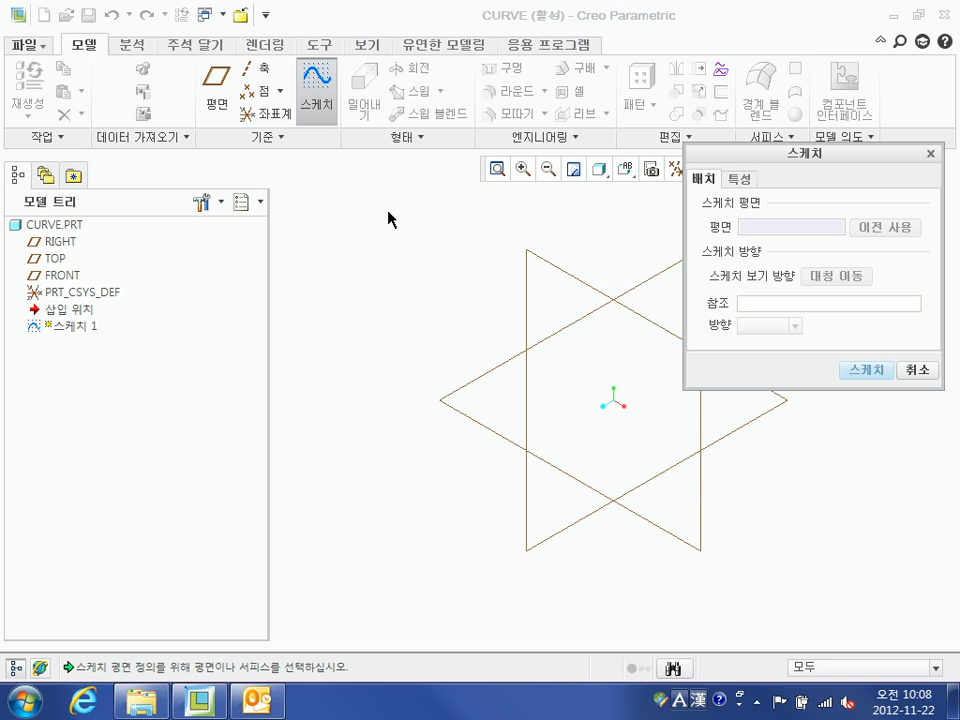 CURVE (활성) - Creo Parametric
파일
모델
분석
주석 달기
렌더링
도구
보기
유연한 모델링
응용 프로그램
재생성
평면
축
점
좌표계
스케치
밀어내기
회전
스윕
스윕 블렌드
구멍
라운드
모따기
구배
셸
리브
패턴
경계 블렌드
컴포넌트 인터페이스
작업
데이터 가져오기
기준
형태
엔지니어링
편집
서피스
모델 의도
모델 트리
CURVE.PRT
RIGHT
TOP
FRONT
PRT_CSYS_DEF
삽입 위치
스케치 1
스케치
배치
특성
스케치 평면
평면
이전 사용
스케치 방향
스케치 보기 방향
대칭 이동
참조
방향
스케치
취소
스케치 평면 정의를 위해 평면이나 서피스를 선택하십시오.
모두
A 漢
오전 10:08
2012-11-22